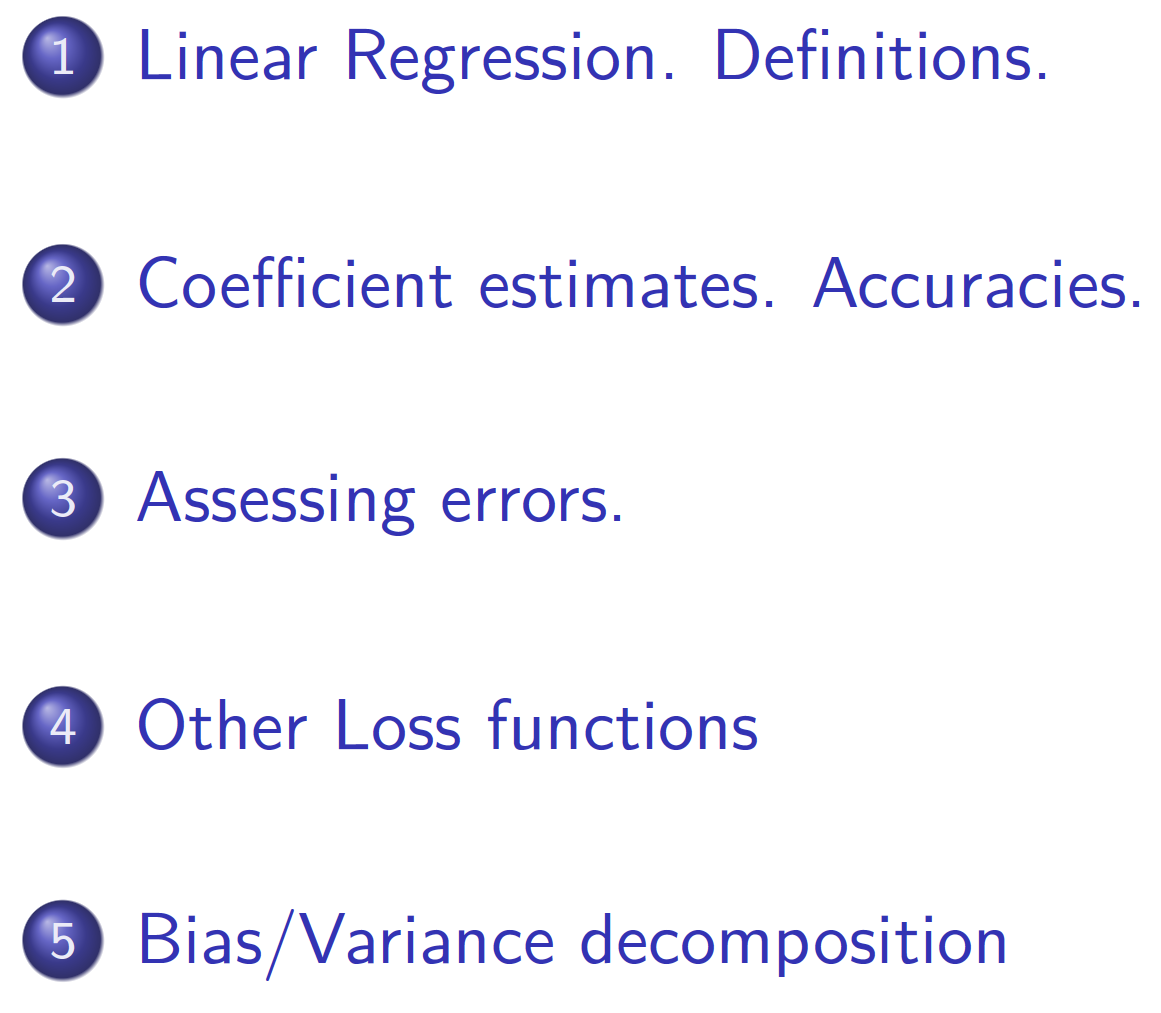 1 Linear Regression. Definitions.
2 Coefficient estimates. Accuracies.
3 Assessing errors.
4 Other Loss functions
5 Bias/Variance decomposition